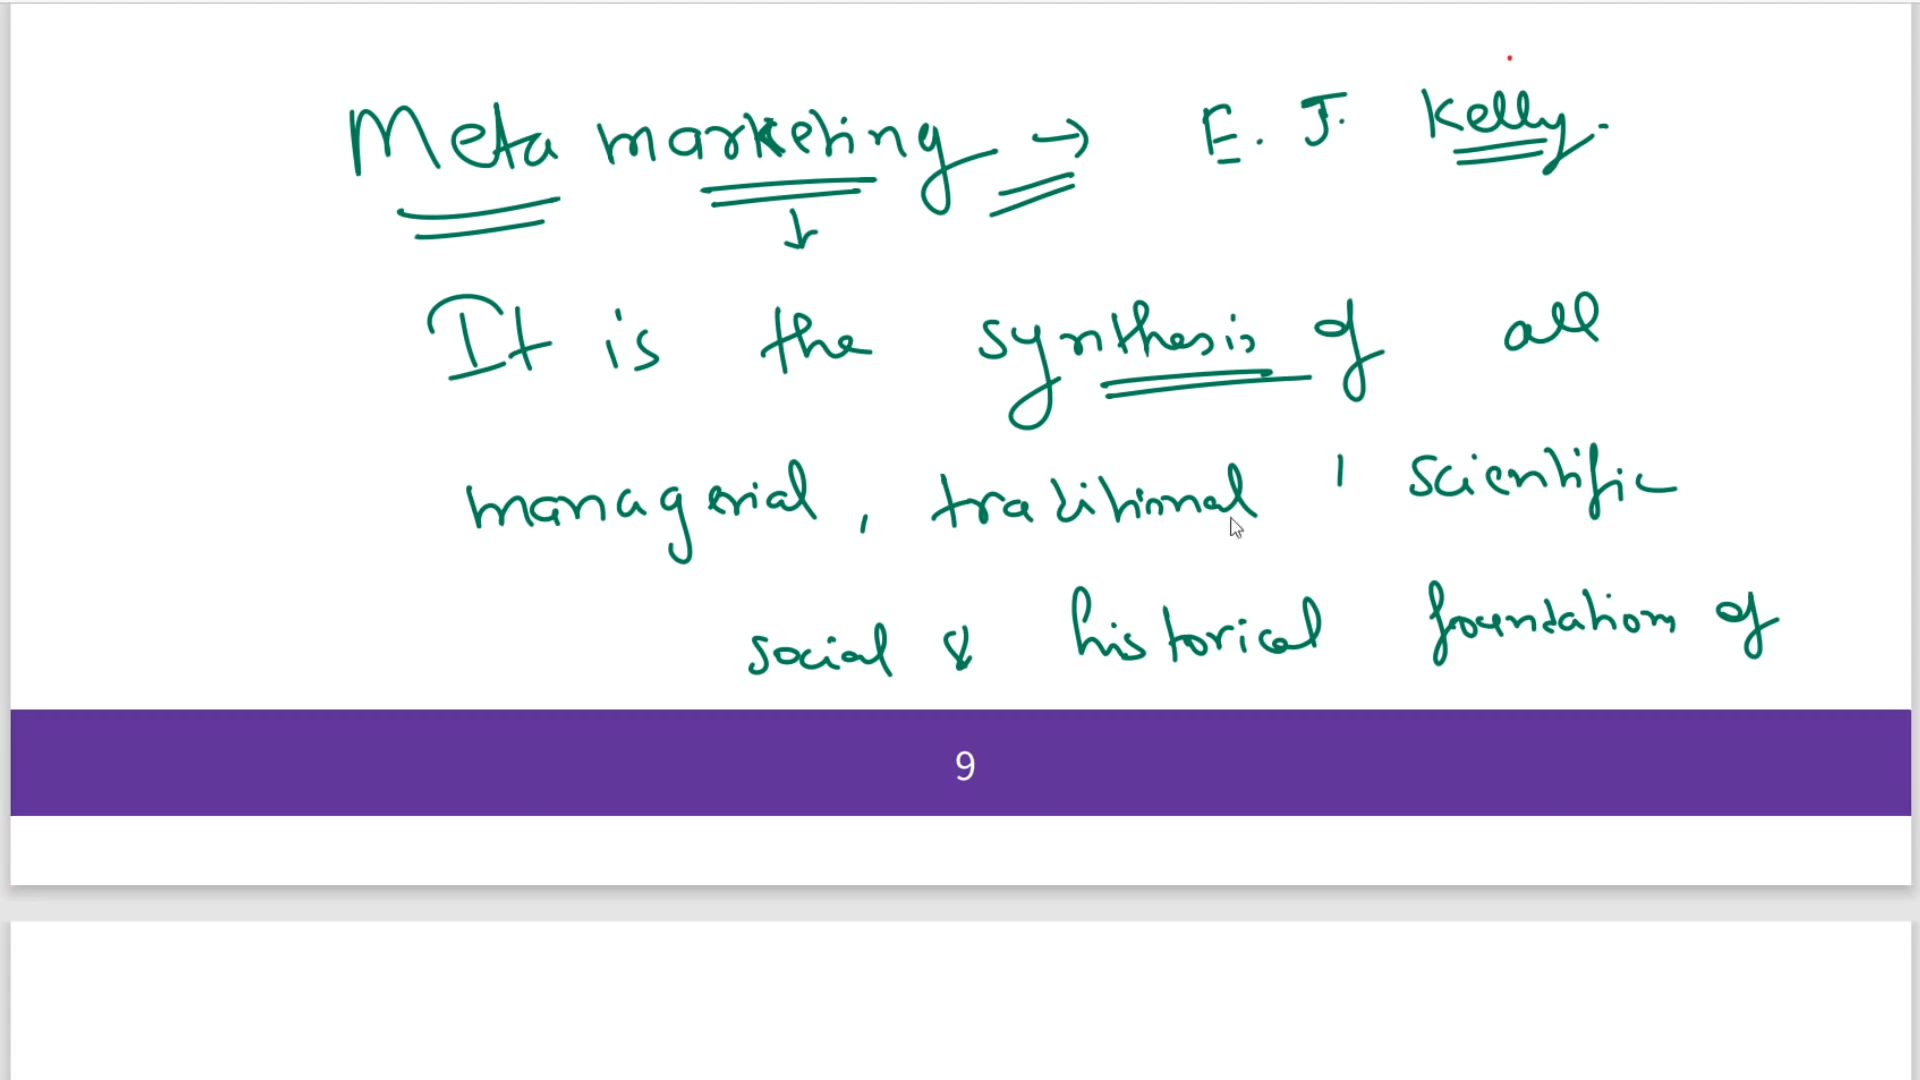 Meta marketing → E. J. Kelly.
↓
It is the synthesis of all
managerial, traditional, scientific
social & historical foundation of
9